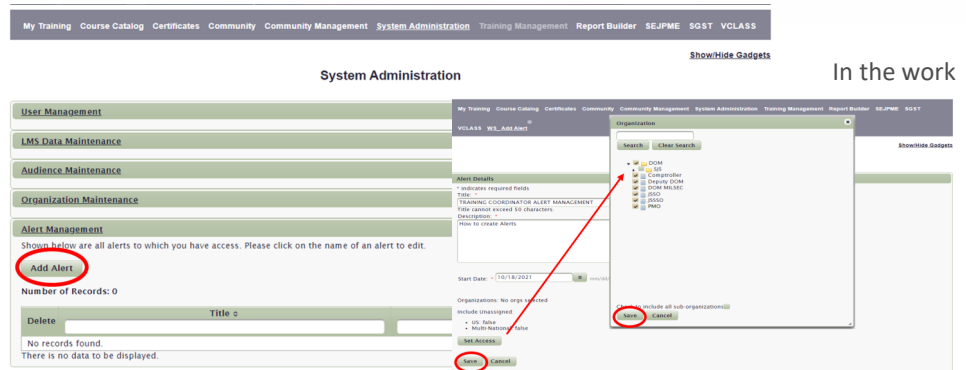 My Training Course Catalog Certificates Community Community Management System Administration Training Management Report Builder SEJPME SGST VCLASS
Show/Hide Gadgets
System Administration
In the work
User Management
LMS Data Maintenance
Audience Maintenance
Organization Maintenance
Alert Management
Shown below are all alerts to which you have access. Please click on the name of an alert to edit.
Add Alert
Number of Records: 0
Delete
Title
No records found.
There is no data to be displayed.
My Training Course Catalog Certificates Community Community Management System Administration Training Management Report Builder SEJPME SGST
VCLASS WS_Add Alert
Show/Hide Gadgets
Alert Details
* Indicates required fields
Title: *
TRAINING COORDINATOR ALERT MANAGEMENT
Title cannot exceed 50 characters.
Description: *
How to create Alerts
Start Date: * 10/18/2021
Organizations: No orgs selected
Include Unassigned:
• US: false
• Multi-National: false
Set Access
Save Cancel
Organization
Search Clear Search
DOM
SJS
Comptroller
Deputy DOM
DOM MILSEC
JSSO
JSSSO
PMO
Check to include all sub-organizations
Save Cancel